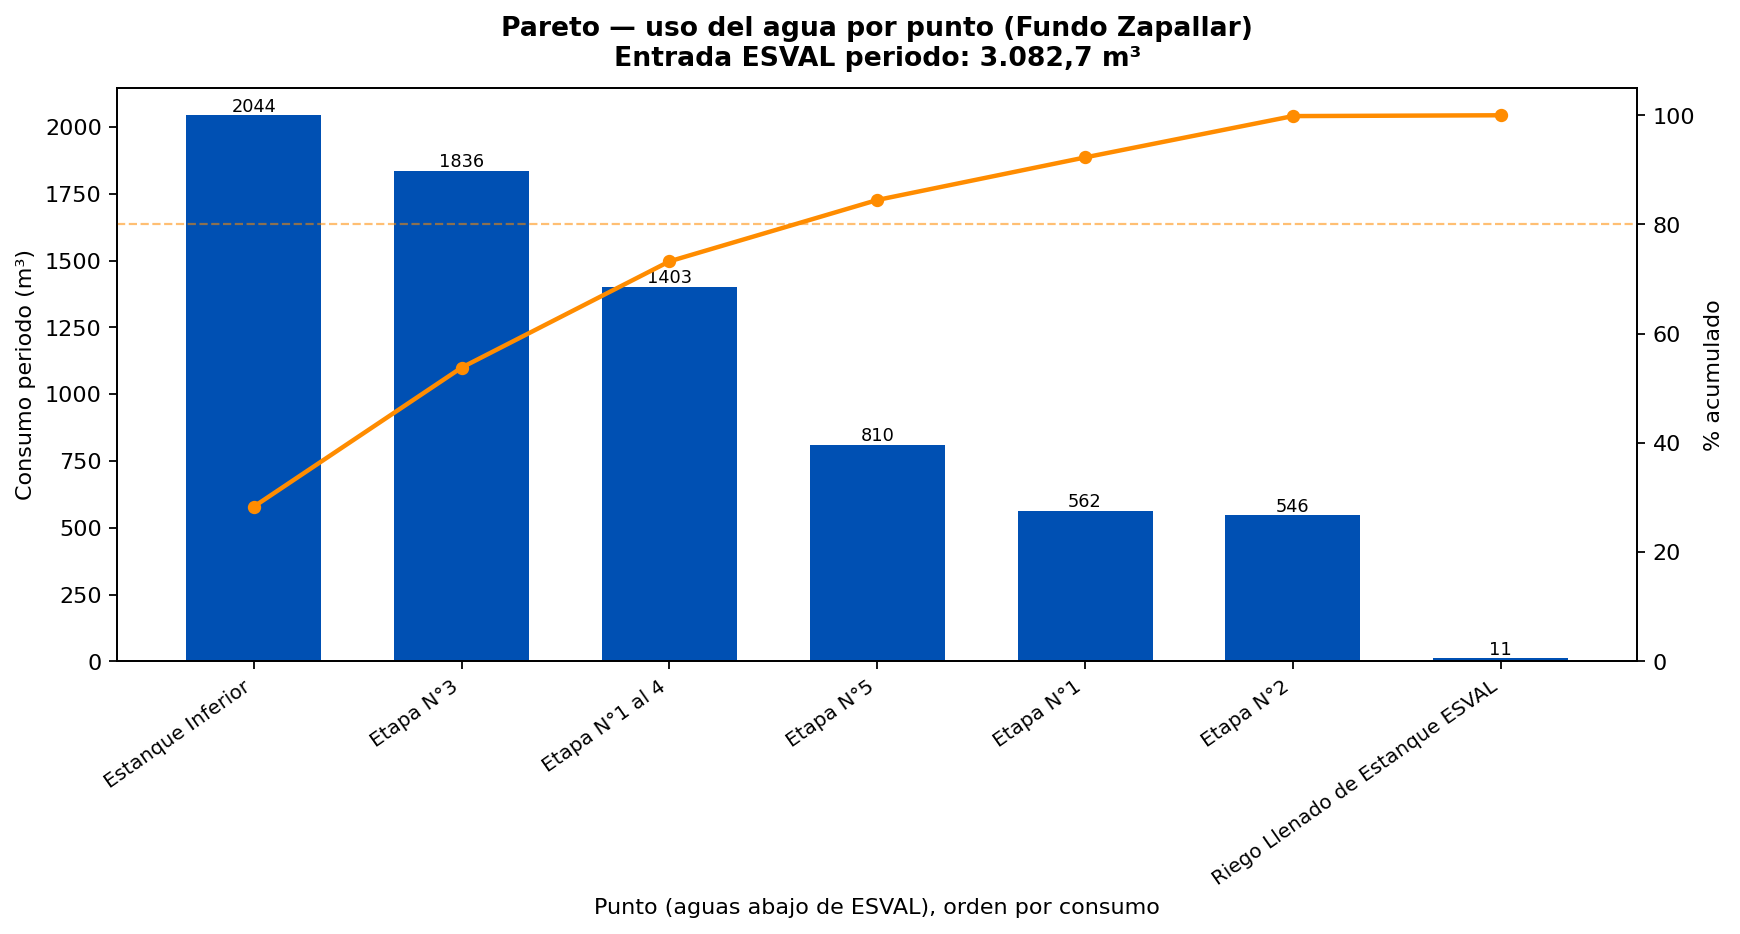 Pareto — uso del agua por punto (Fundo Zapallar)
Entrada ESVAL periodo: 3.082,7 m³
Consumo periodo (m³)
2000
1750
1500
1250
1000
750
500
250
0
2044
1836
1403
810
562
546
11
100
80
60
40
20
0
% acumulado
Estanque Inferior
Etapa N°3
Etapa N°1 al 4
Etapa N°5
Etapa N°1
Etapa N°2
Riego Llenado de Estanque ESVAL
Punto (aguas abajo de ESVAL), orden por consumo